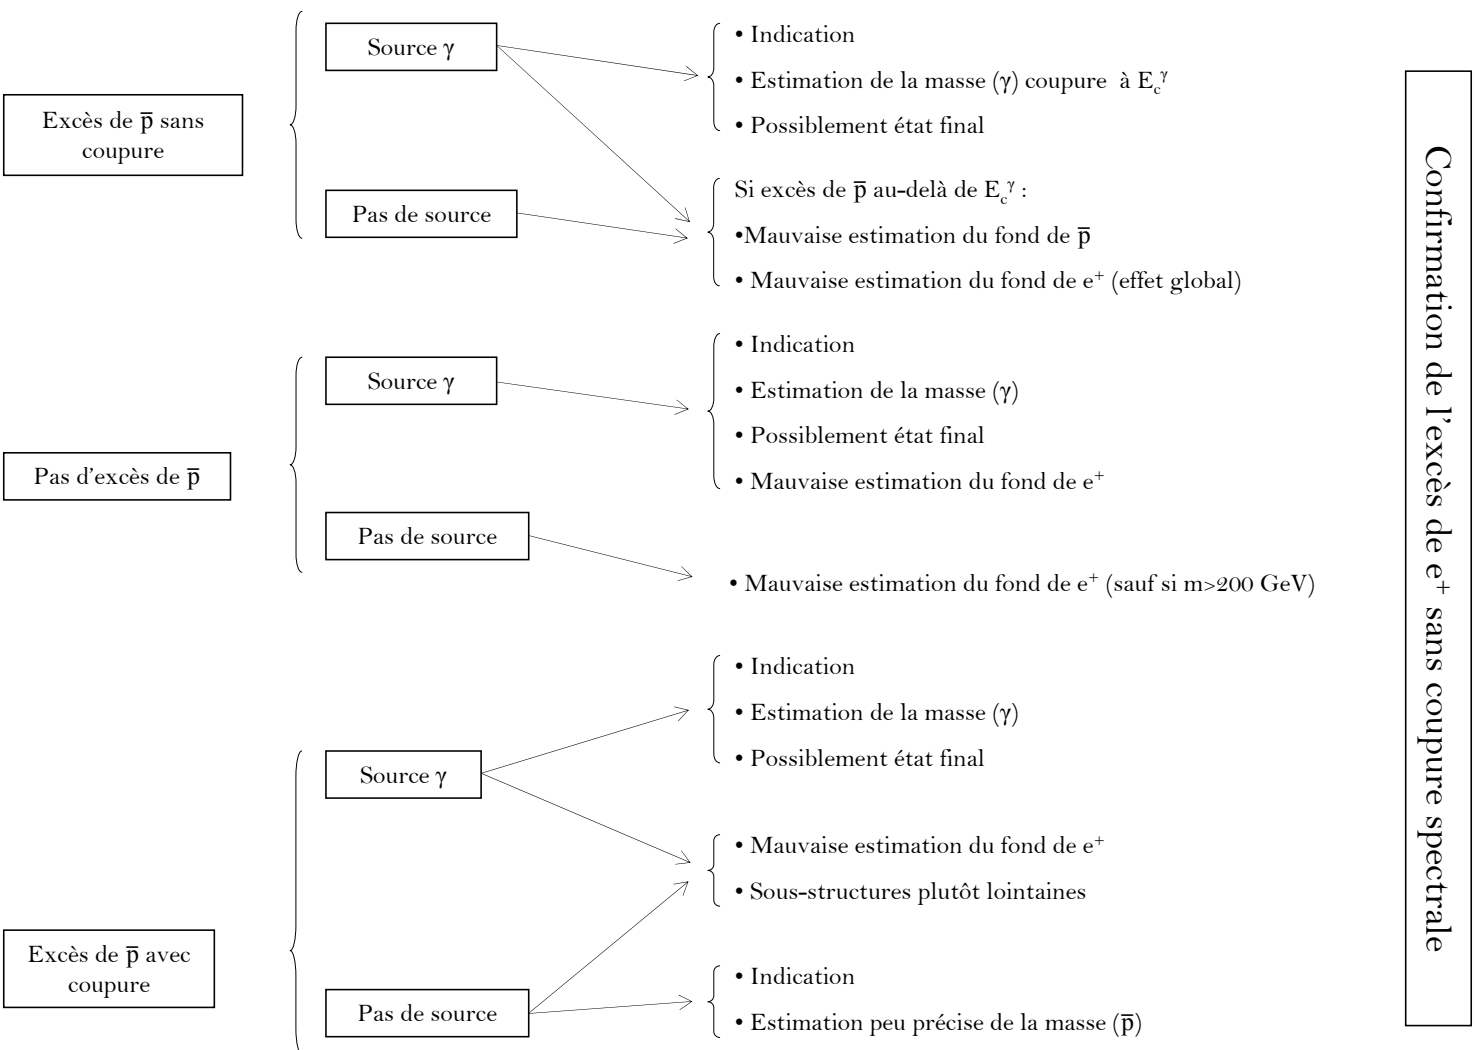 Excès de p̅ sans
coupure
Source γ
• Indication
• Estimation de la masse (γ) coupure à E_c^γ
• Possiblement état final
Pas de source
Si excès de p̅ au-delà de E_c^γ :
•Mauvaise estimation du fond de p̅
• Mauvaise estimation du fond de e⁺ (effet global)
Pas d'excès de p̅
Source γ
• Indication
• Estimation de la masse (γ)
• Possiblement état final
• Mauvaise estimation du fond de e⁺
Pas de source
• Mauvaise estimation du fond de e⁺ (sauf si m>200 GeV)
Excès de p̅ avec
coupure
Source γ
• Indication
• Estimation de la masse (γ)
• Possiblement état final
• Mauvaise estimation du fond de e⁺
• Sous-structures plutôt lointaines
Pas de source
• Indication
• Estimation peu précise de la masse (p̅)
Confirmation de l'excès de e⁺ sans coupure spectrale